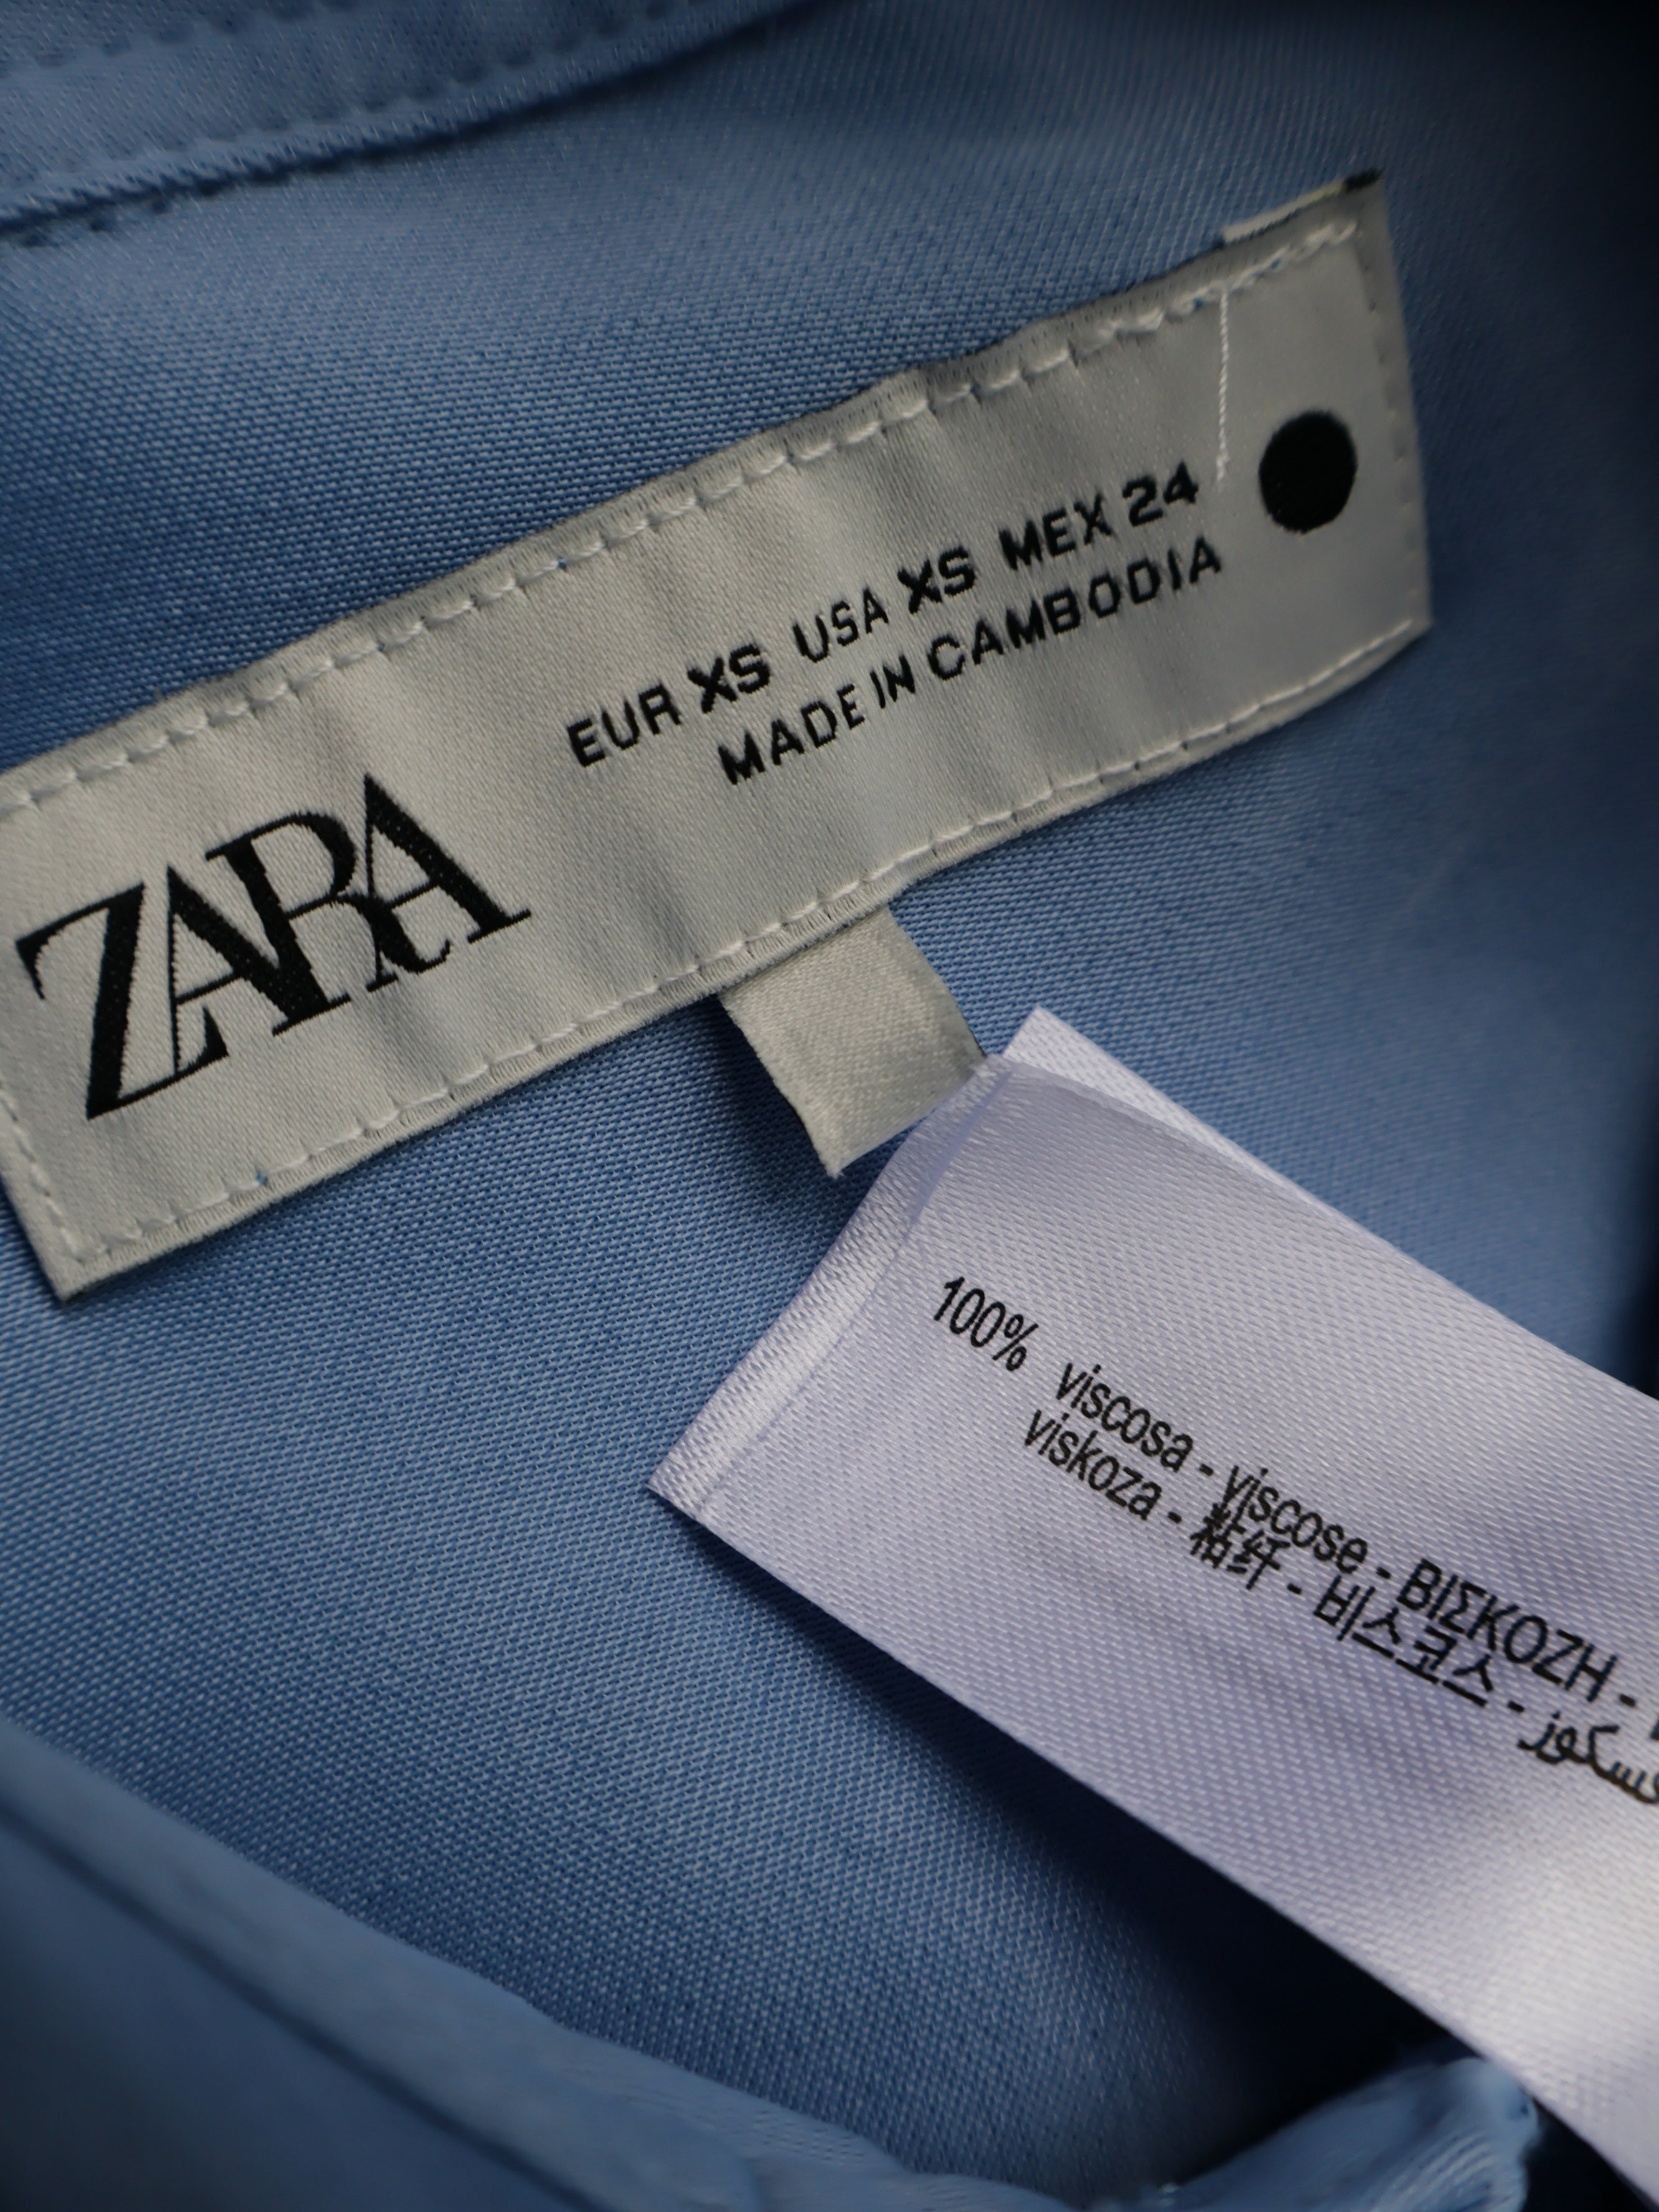 ZARA
EUR XS USA XS MEX 24
MADE IN CAMBODIA
100% viscosa - viscose - ΒΙΣΚΟΖΗ -
viskoza - 粘纤 - 비스코스 -